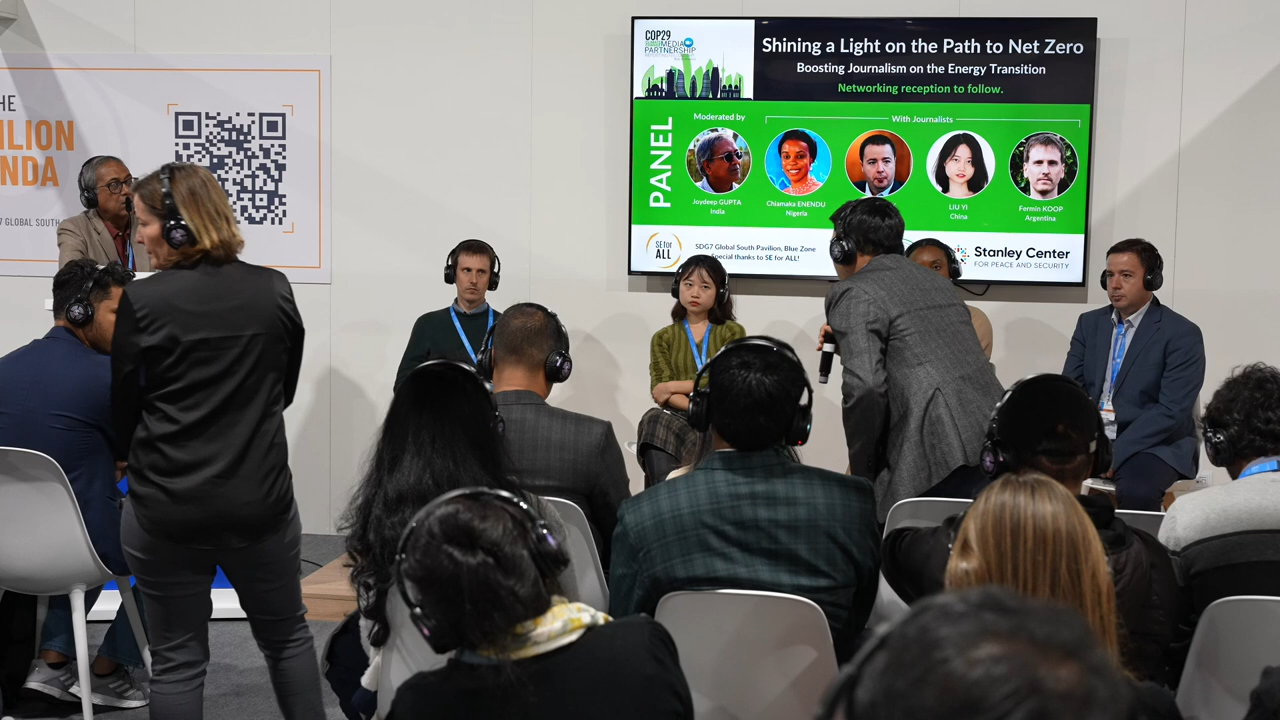 HE
ILION
NDA
7 GLOBAL SOUTH
COP29
MEDIA
PARTNERSHIP
Shining a Light on the Path to Net Zero
Boosting Journalism on the Energy Transition
Networking reception to follow.
PANEL
Moderated by
With Journalists
Joydeep GUPTA
India
Chiamaka ENENDU
Nigeria
LIU Yi
China
Fermin KOOP
Argentina
SE for
ALL
SDG7 Global South Pavilion, Blue Zone
Special thanks to SE for ALL!
Stanley Center
FOR PEACE AND SECURITY